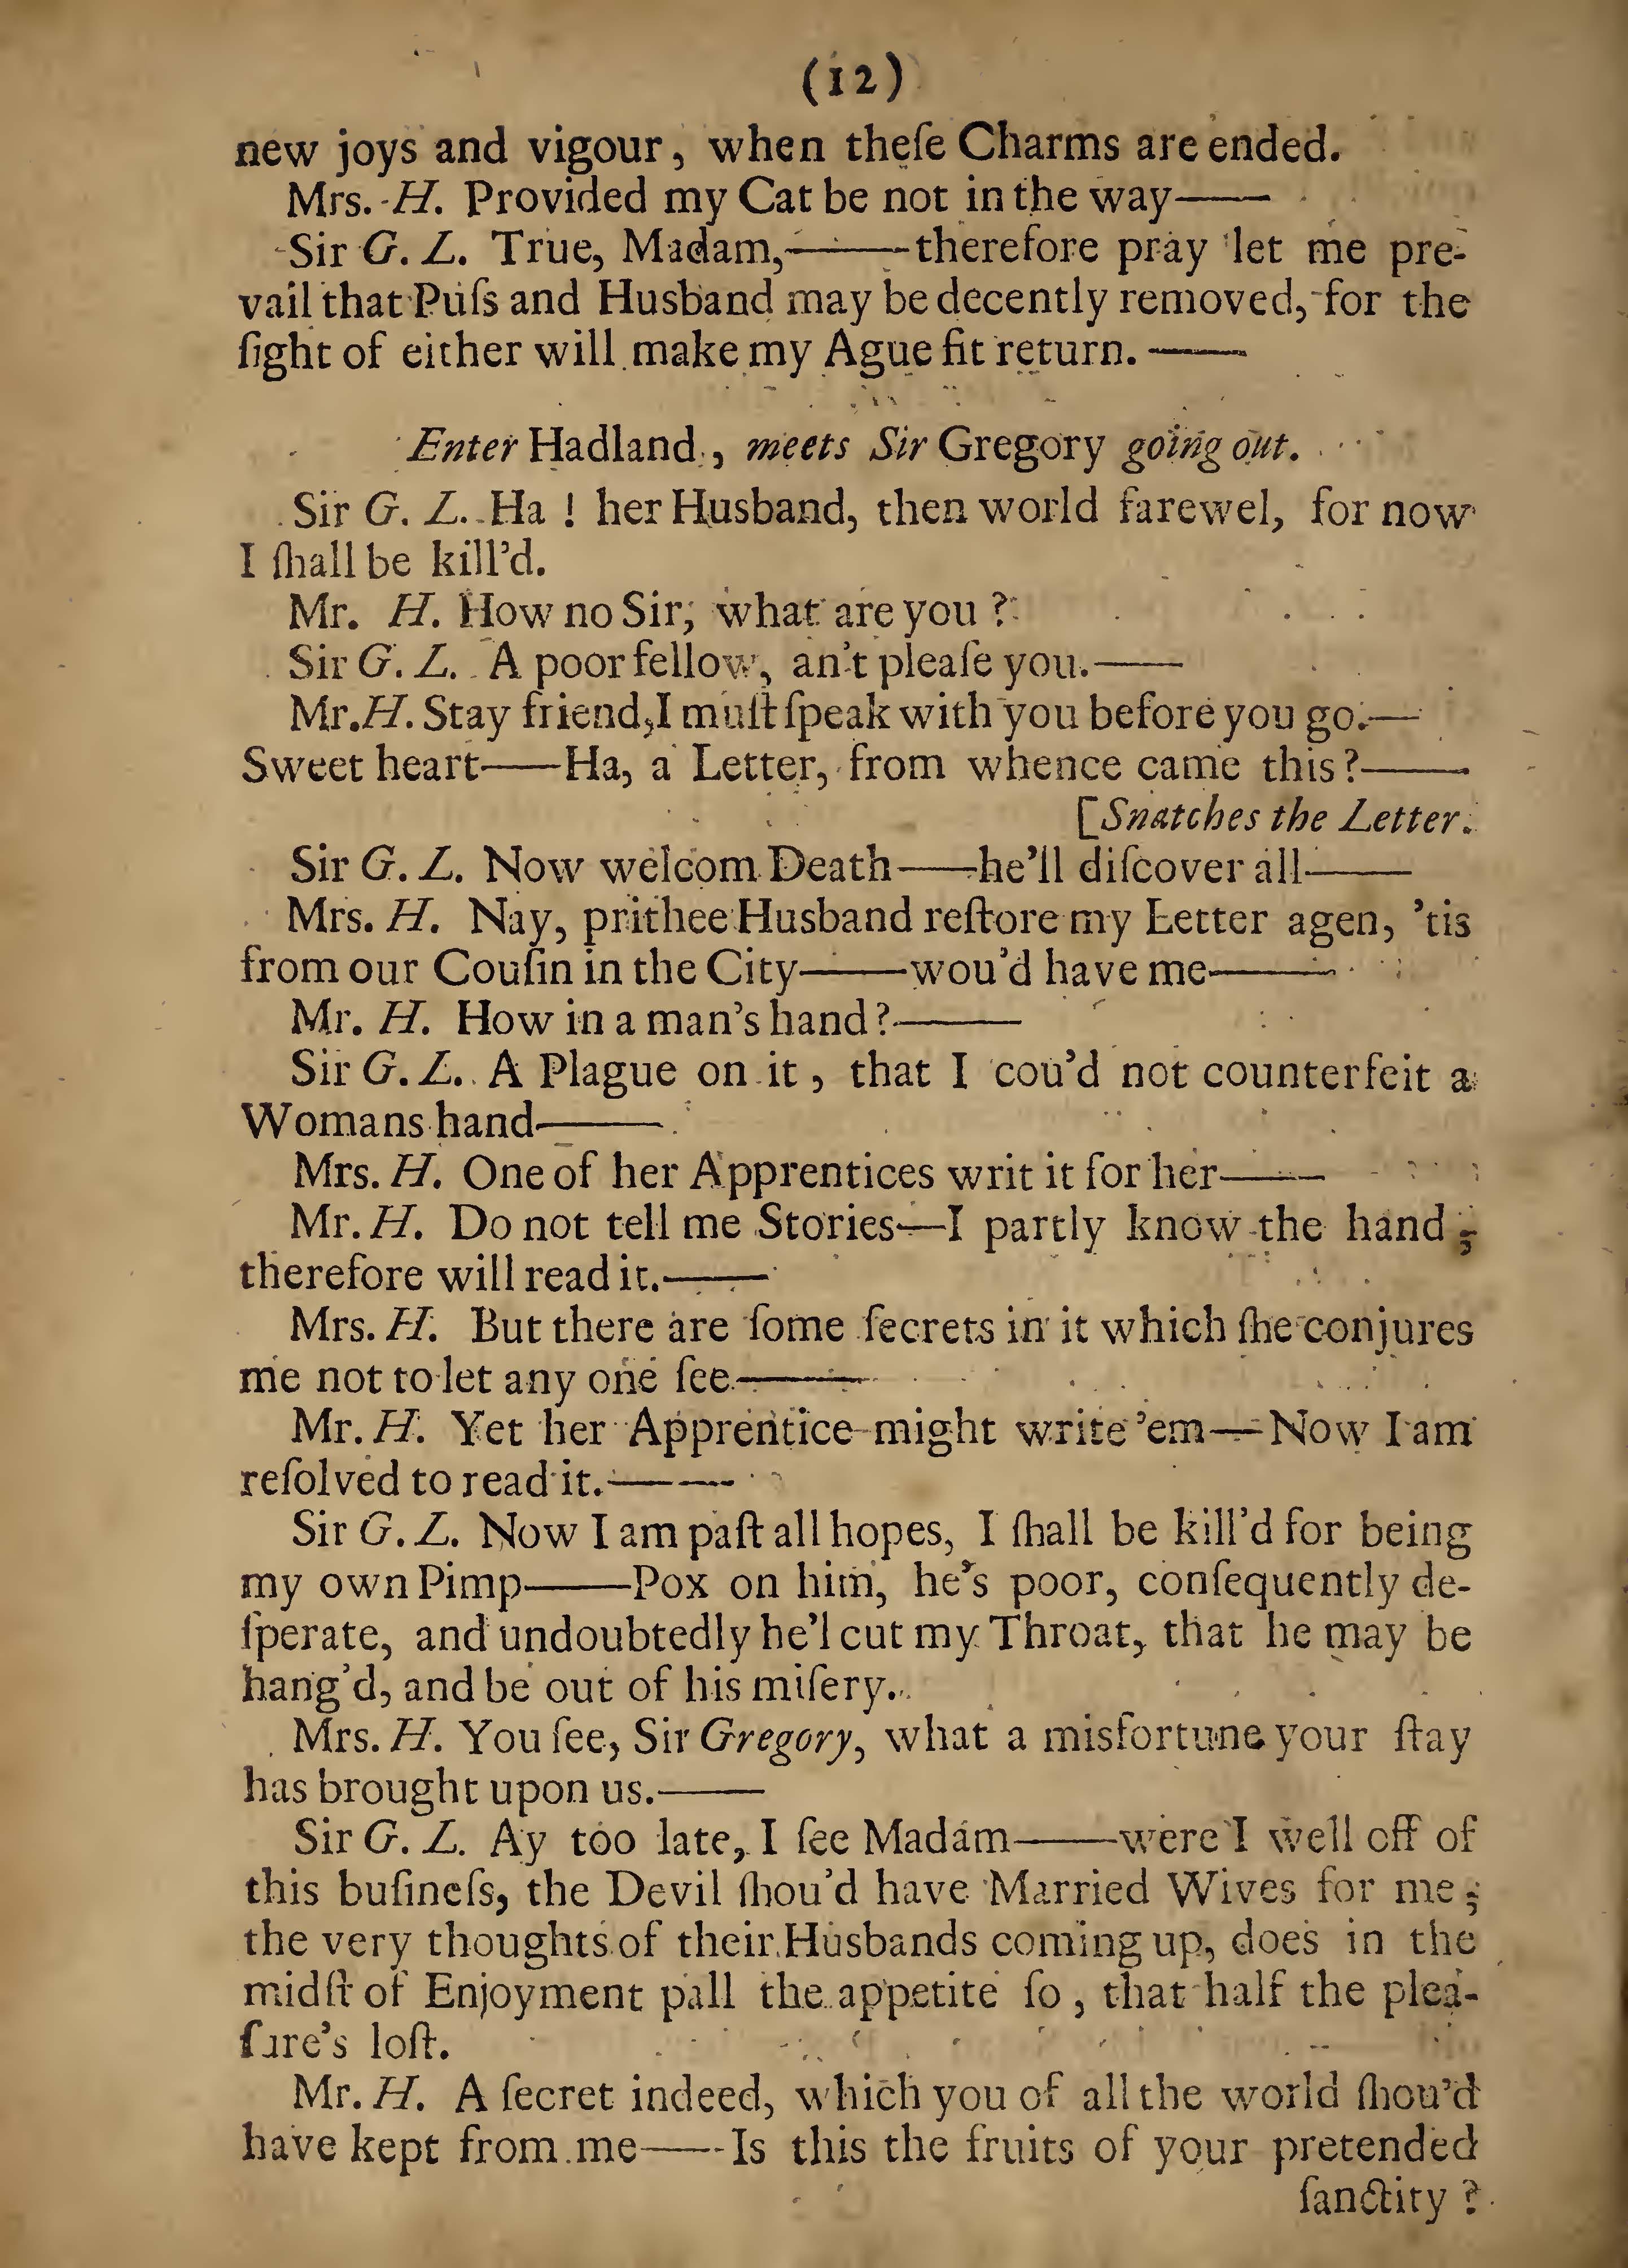 (12)
new joys and vigour, when theſe Charms are ended.
Mrs. H. Provided my Cat be not in the way——
Sir G. L. True, Madam,——therefore pray let me pre-
vail that Puſs and Husband may be decently removed, for the
ſight of either will make my Ague fit return.——
Enter Hadland, meets Sir Gregory going out.
Sir G. L. Ha! her Husband, then world farewel, for now
I ſhall be kill'd.
Mr. H. How no Sir, what are you?
Sir G. L. A poor fellow, an't pleaſe you.——
Mr. H. Stay friend, I muſt ſpeak with you before you go.—
Sweet heart——Ha, a Letter, from whence came this?——
[Snatches the Letter.
Sir G. L. Now welcom Death——he'll diſcover all——
Mrs. H. Nay, prithee Husband reſtore my Letter agen, 'tis
from our Couſin in the City——wou'd have me——
Mr. H. How in a man's hand?——
Sir G. L. A Plague on it, that I cou'd not counterfeit a
Womans hand——
Mrs. H. One of her Apprentices writ it for her——
Mr. H. Do not tell me Stories—I partly know the hand;
therefore will read it.——
Mrs. H. But there are ſome ſecrets in it which ſhe conjures
me not to let any one ſee——
Mr. H. Yet her Apprentice might write 'em—Now I am
reſolved to read it.——
Sir G. L. Now I am paſt all hopes, I ſhall be kill'd for being
my own Pimp——Pox on him, he's poor, conſequently de-
ſperate, and undoubtedly he'l cut my Throat, that he may be
hang'd, and be out of his miſery.
Mrs. H. You ſee, Sir Gregory, what a misfortune your ſtay
has brought upon us.——
Sir G. L. Ay too late, I ſee Madam——were I well off of
this buſineſs, the Devil ſhou'd have Married Wives for me;
the very thoughts of their Husbands coming up, does in the
midſt of Enjoyment pall the appetite ſo, that half the plea-
ſure's loſt.
Mr. H. A ſecret indeed, which you of all the world ſhou'd
have kept from me——Is this the fruits of your pretended
ſanctity?